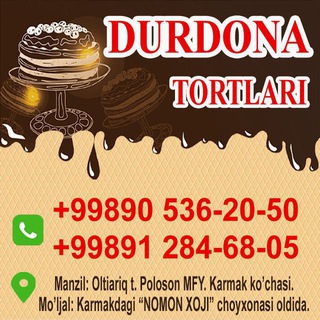 DURDONA
TORTLARI
+99890 536-20-50
+99891 284-68-05
Manzil: Oltiariq t. Poloson MFY. Karmak ko'chasi.
Mo'ljal: Karmakdagi "NOMON XOJI" choyxonasi oldida.